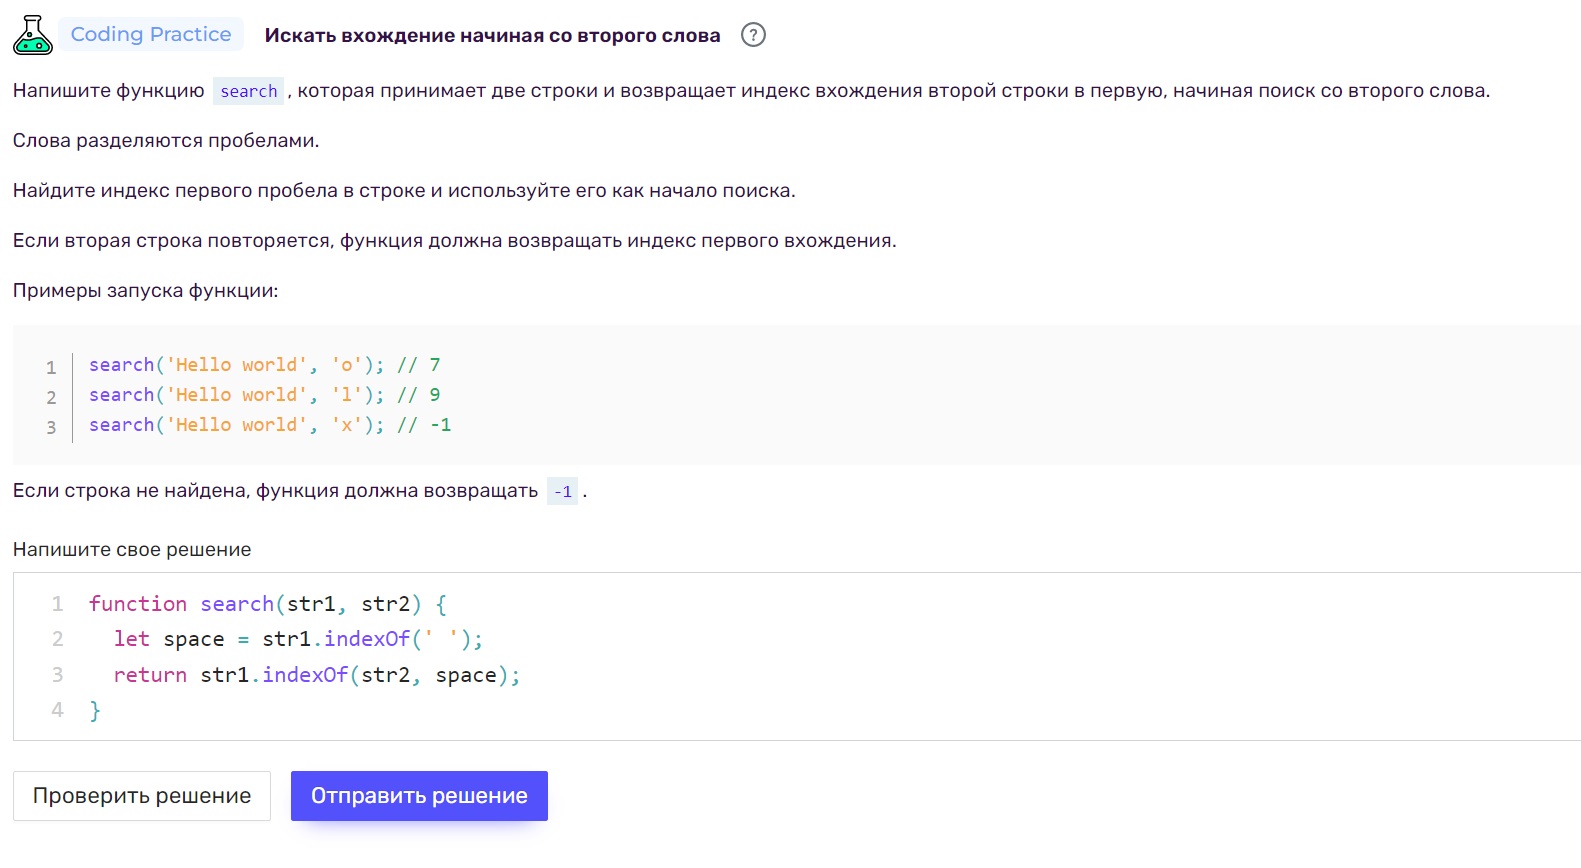 Coding Practice Искать вхождение начиная со второго слова ?
Напишите функцию search, которая принимает две строки и возвращает индекс вхождения второй строки в первую, начиная поиск со второго слова.
Слова разделяются пробелами.
Найдите индекс первого пробела в строке и используйте его как начало поиска.
Если вторая строка повторяется, функция должна возвращать индекс первого вхождения.
Примеры запуска функции:
1 search('Hello world', 'o'); // 7
2 search('Hello world', 'l'); // 9
3 search('Hello world', 'x'); // -1
Если строка не найдена, функция должна возвращать -1.
Напишите свое решение
1 function search(str1, str2) {
2 let space = str1.indexOf(' ');
3 return str1.indexOf(str2, space);
4 }
Проверить решение Отправить решение